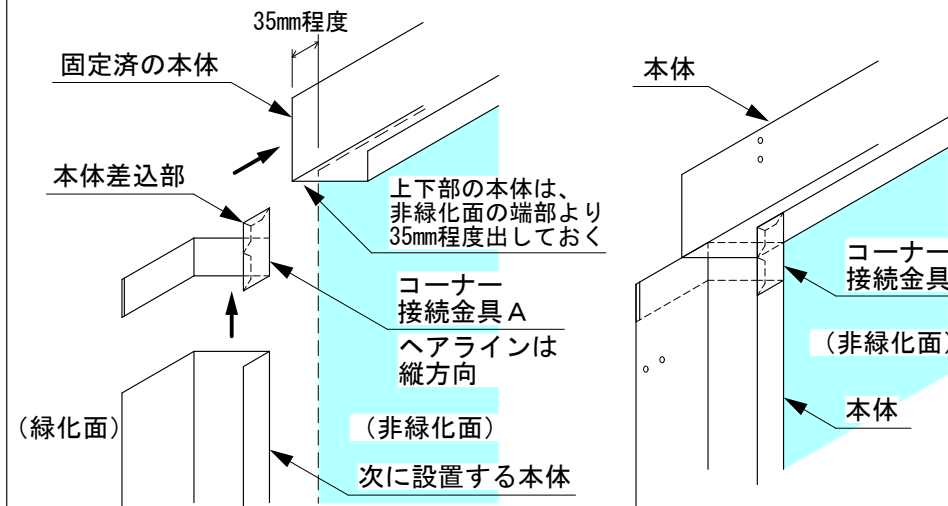 35mm程度
固定済の本体
本体差込部
上下部の本体は、
非緑化面の端部より
35mm程度出しておく
コーナー
接続金具A
ヘアラインは
縦方向
(緑化面)
(非緑化面)
次に設置する本体
本体
コーナー
接続金具
(非緑化面)
本体